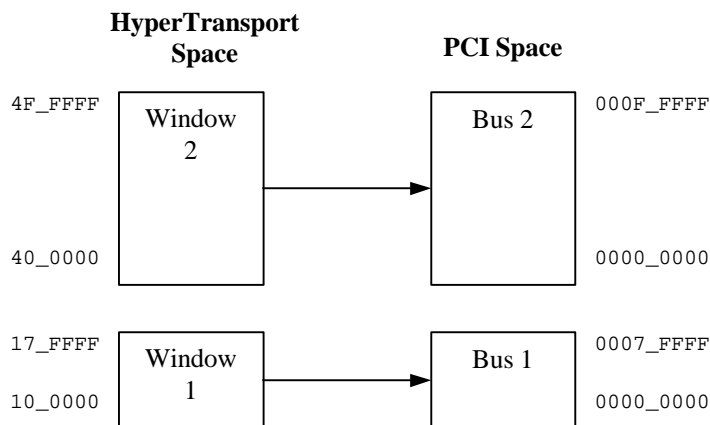 HyperTransport
Space
PCI Space
4F_FFFF
Window
2
Bus 2
000F_FFFF
40_0000
0000_0000
17_FFFF
Window
1
Bus 1
0007_FFFF
10_0000
0000_0000